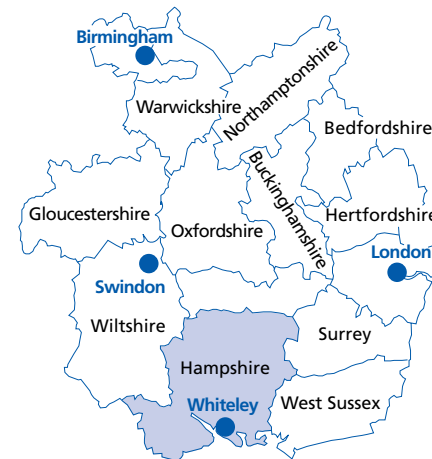 Birmingham
Warwickshire
Northamptonshire
Bedfordshire
Buckinghamshire
Gloucestershire
Oxfordshire
Hertfordshire
London
Swindon
Wiltshire
Surrey
Hampshire
Whiteley
West Sussex